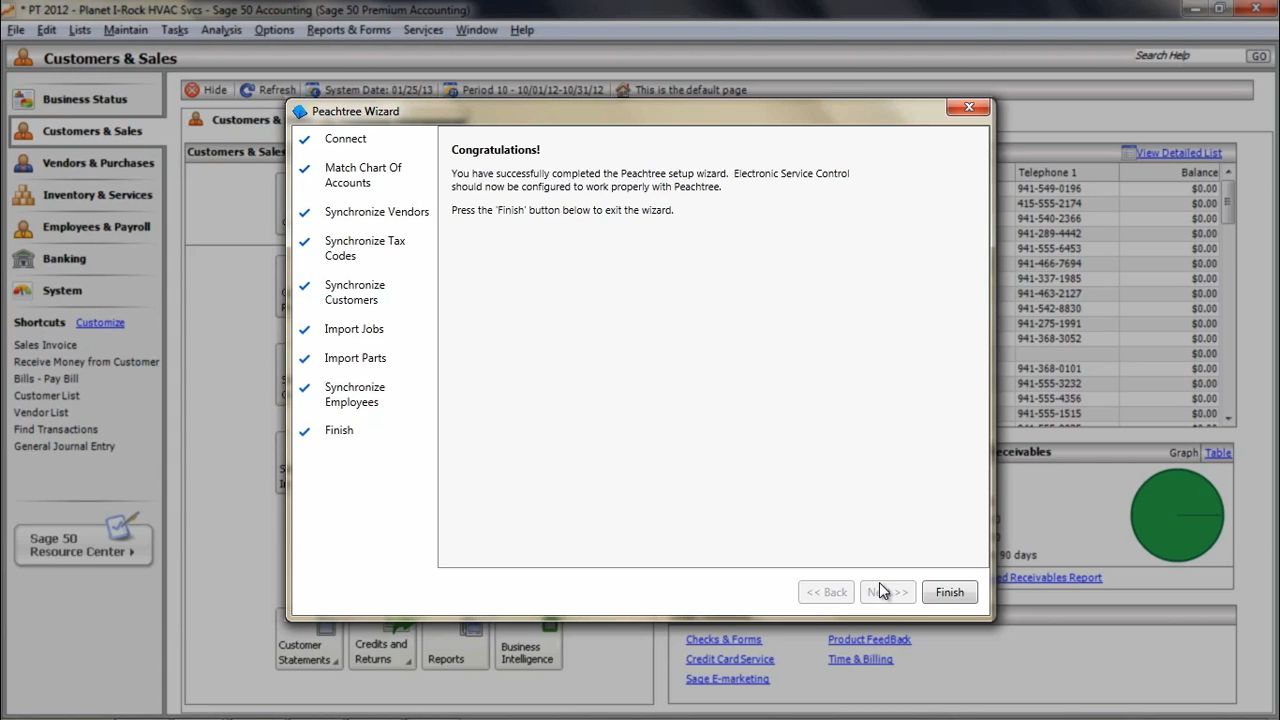 * PT 2012 - Planet I-Rock HVAC Svcs - Sage 50 Accounting (Sage 50 Premium Accounting)
File Edit Lists Maintain Tasks Analysis Options Reports & Forms Services Window Help
Customers & Sales
Search Help
GO
Business Status
Customers & Sales
Vendors & Purchases
Inventory & Services
Employees & Payroll
Banking
System
Shortcuts Customize
Sales Invoice
Receive Money from Customer
Bills - Pay Bill
Customer List
Vendor List
Find Transactions
General Journal Entry
Sage 50
Resource Center
Hide Refresh System Date: 01/25/13 Period 10 - 10/01/12-10/31/12 This is the default page
Customers &
Customers & Sales
Peachtree Wizard
Connect
Match Chart Of
Accounts
Synchronize Vendors
Synchronize Tax
Codes
Synchronize
Customers
Import Jobs
Import Parts
Synchronize
Employees
Finish
Congratulations!
You have successfully completed the Peachtree setup wizard. Electronic Service Control
should now be configured to work properly with Peachtree.
Press the 'Finish' button below to exit the wizard.
<< Back
>>
Finish
View Detailed List
Telephone 1 Balance
941-549-0196 $0.00
415-555-2174 $0.00
941-540-2366 $0.00
941-289-4442 $0.00
941-555-6453 $0.00
941-466-7694 $0.00
941-337-1985 $0.00
941-463-2127 $0.00
941-542-8830 $0.00
941-275-1991 $0.00
941-368-3052 $0.00
$0.00
941-368-0101 $0.00
941-555-3232 $0.00
941-555-4356 $0.00
941-555-1515 $0.00
eceivables Graph Table
90 days
d Receivables Report
Customer
Statements
Credits and
Returns
Reports
Business
Intelligence
Checks & Forms
Credit Card Service
Sage E-marketing
Product FeedBack
Time & Billing